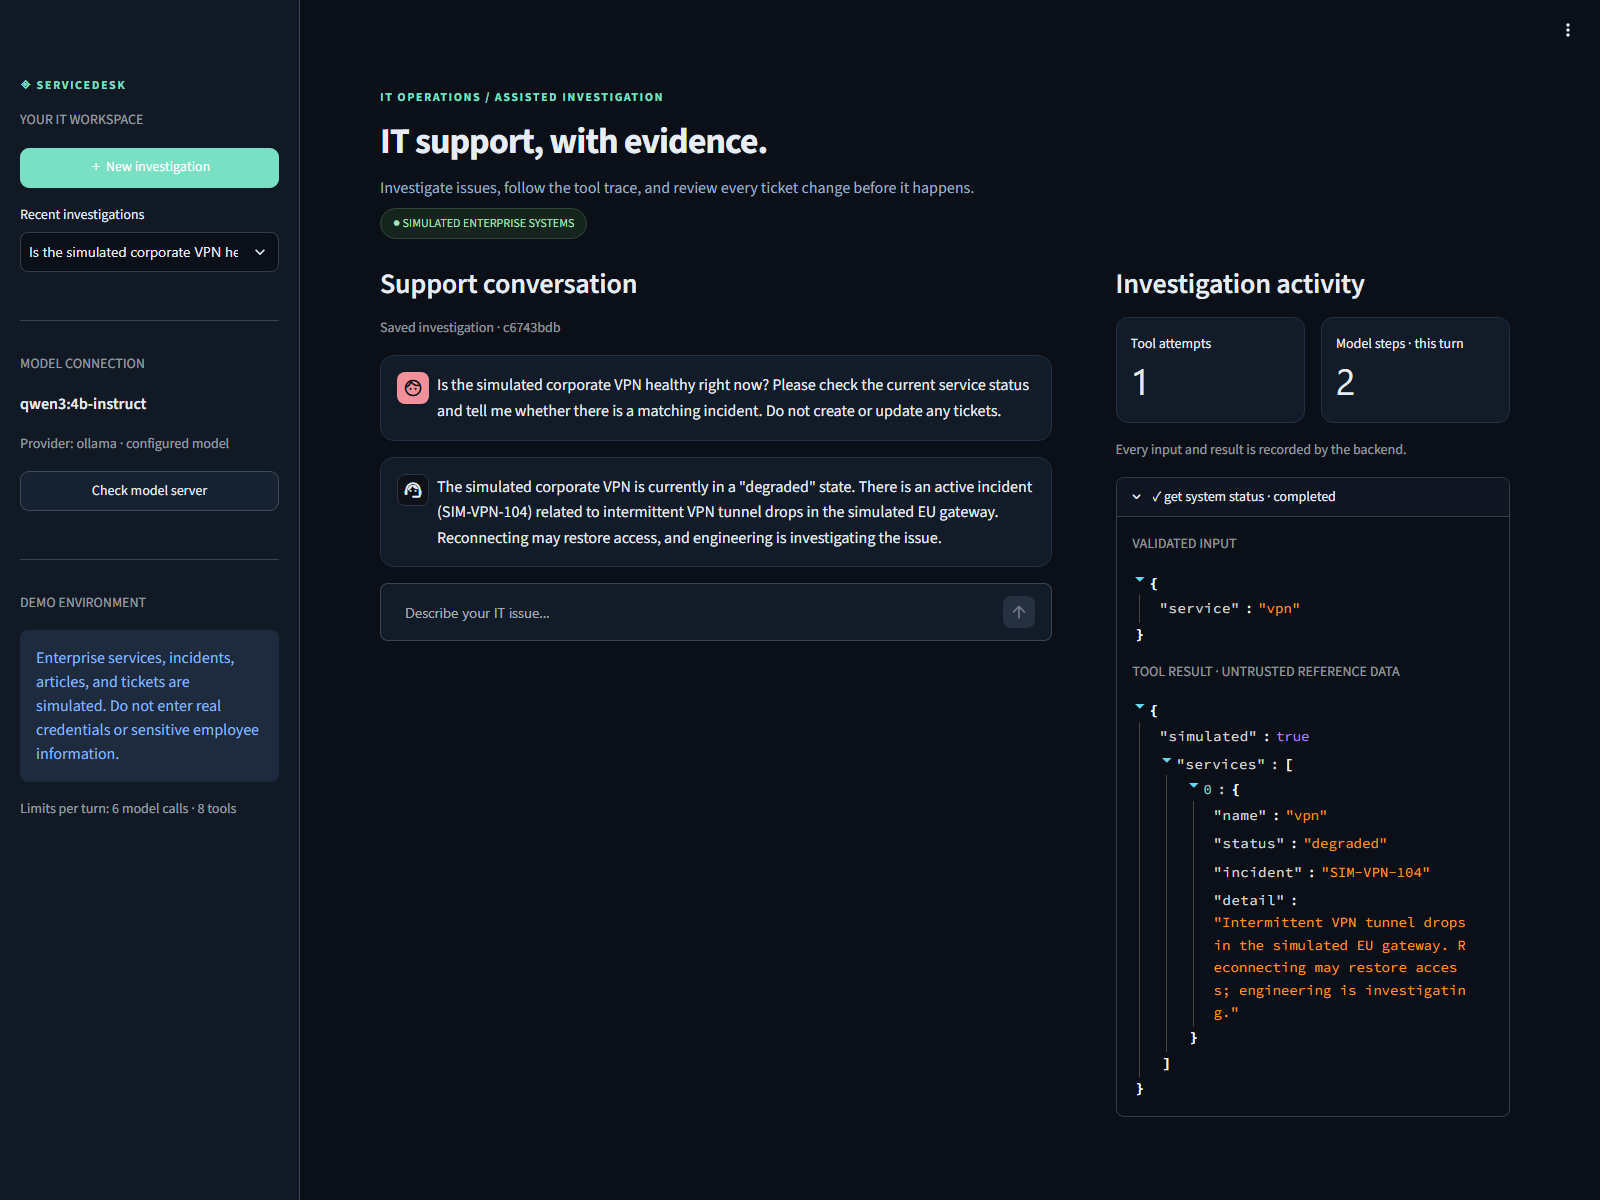 SERVICEDESK
YOUR IT WORKSPACE
+ New investigation
Recent investigations
Is the simulated corporate VPN he
MODEL CONNECTION
qwen3:4b-instruct
Provider: ollama · configured model
Check model server
DEMO ENVIRONMENT
Enterprise services, incidents,
articles, and tickets are
simulated. Do not enter real
credentials or sensitive employee
information.
Limits per turn: 6 model calls · 8 tools
IT OPERATIONS / ASSISTED INVESTIGATION
IT support, with evidence.
Investigate issues, follow the tool trace, and review every ticket change before it happens.
SIMULATED ENTERPRISE SYSTEMS
Support conversation
Saved investigation · c6743bdb
Is the simulated corporate VPN healthy right now? Please check the current service status
and tell me whether there is a matching incident. Do not create or update any tickets.
The simulated corporate VPN is currently in a "degraded" state. There is an active incident
(SIM-VPN-104) related to intermittent VPN tunnel drops in the simulated EU gateway.
Reconnecting may restore access, and engineering is investigating the issue.
Describe your IT issue...
Investigation activity
Tool attempts
1
Model steps · this turn
2
Every input and result is recorded by the backend.
✓ get system status · completed
VALIDATED INPUT
{
"service" : "vpn"
}
TOOL RESULT · UNTRUSTED REFERENCE DATA
{
"simulated" : true
"services" : [
0 : {
"name" : "vpn"
"status" : "degraded"
"incident" : "SIM-VPN-104"
"detail" :
"Intermittent VPN tunnel drops
in the simulated EU gateway. R
econnecting may restore acces
s; engineering is investigatin
g."
}
]
}